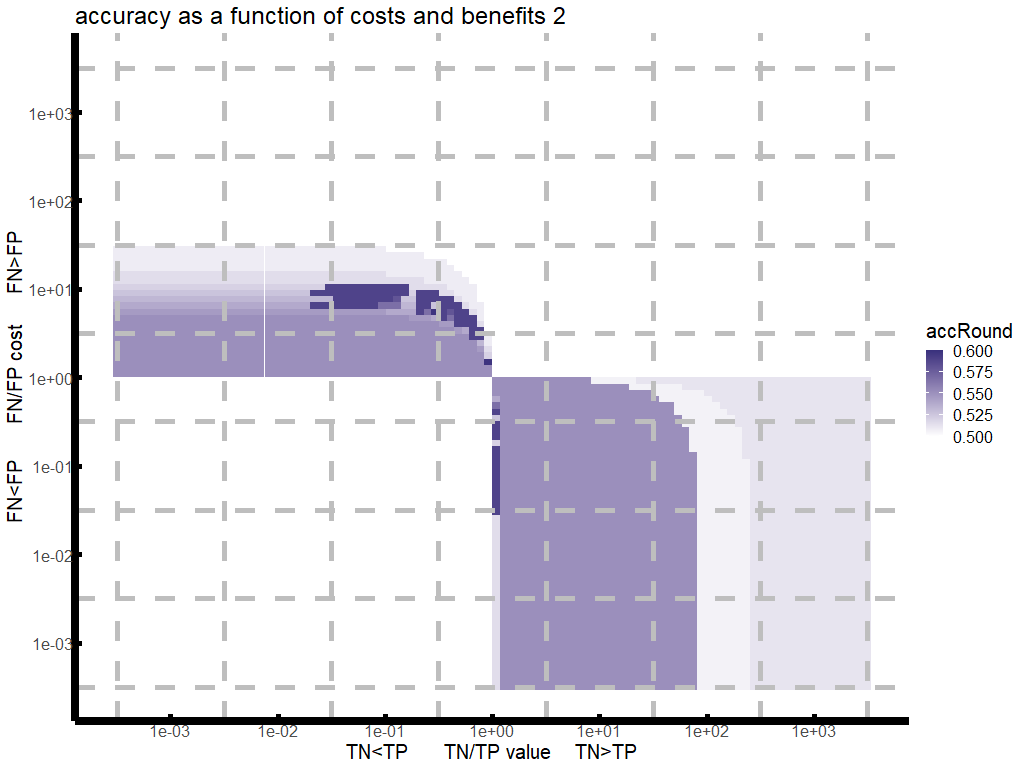 accuracy as a function of costs and benefits 2
FN/FP cost FN>FP
FN<FP
1e+03
1e+02
1e+01
1e+00
1e-01
1e-02
1e-03
1e-03 1e-02 1e-01 1e+00 1e+01 1e+02 1e+03
TN<TP TN/TP value TN>TP
accRound
0.600
0.575
0.550
0.525
0.500